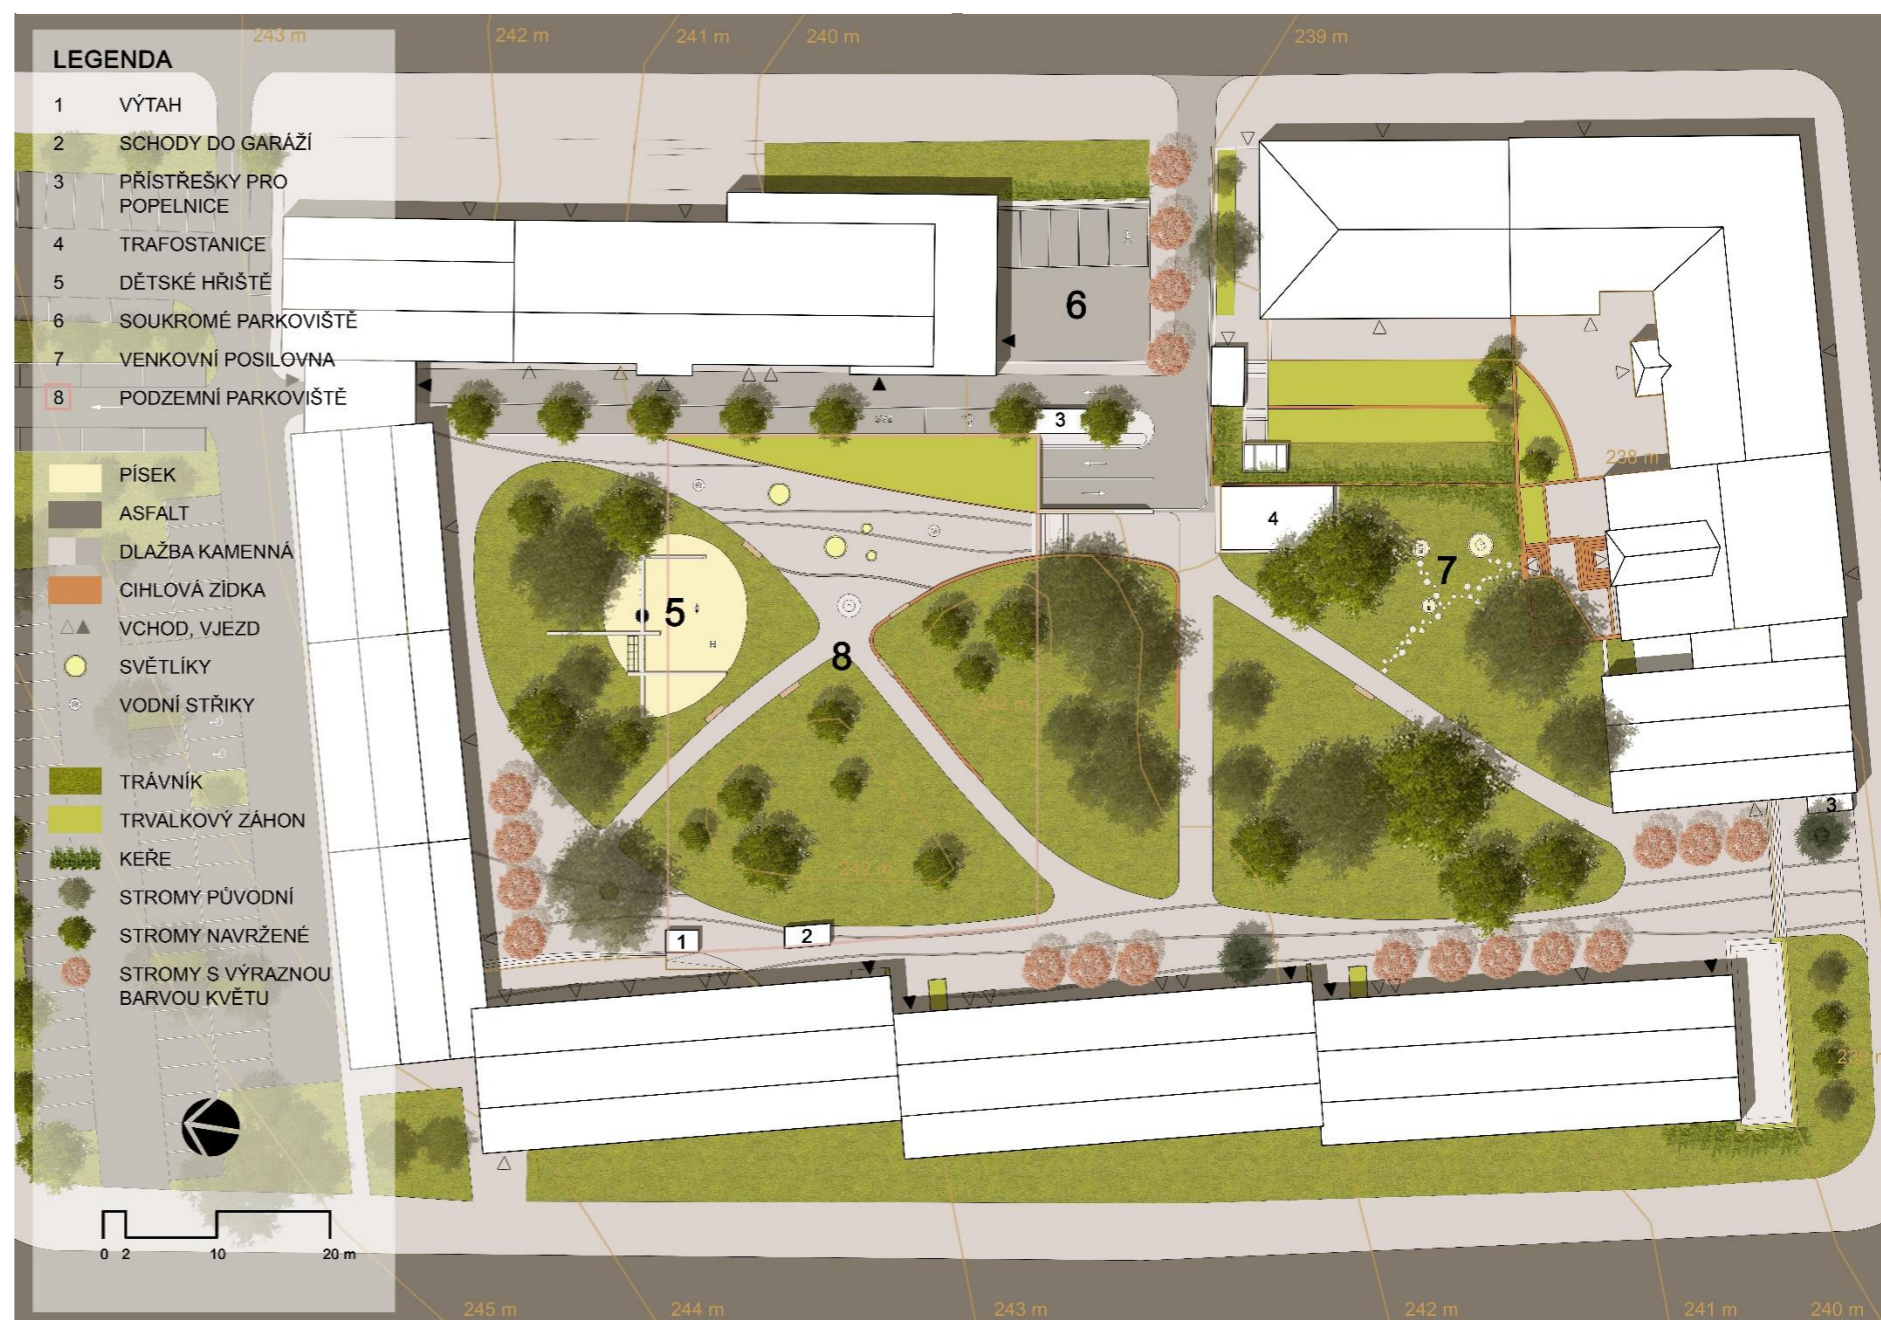 243 m
242 m
241 m
240 m
239 m
LEGENDA
1 VÝTAH
2 SCHODY DO GARÁŽÍ
3 PŘÍSTŘEŠKY PRO
POPELNICE
4 TRAFOSTANICE
5 DĚTSKÉ HŘIŠTĚ
6 SOUKROMÉ PARKOVIŠTĚ
7 VENKOVNÍ POSILOVNA
8 PODZEMNÍ PARKOVIŠTĚ
PÍSEK
ASFALT
DLAŽBA KAMENNÁ
CIHLOVÁ ZÍDKA
VCHOD, VJEZD
SVĚTLÍKY
VODNÍ STŘIKY
TRÁVNÍK
TRVALKOVÝ ZÁHON
KEŘE
STROMY PŮVODNÍ
STROMY NAVRŽENÉ
STROMY S VÝRAZNOU
BARVOU KVĚTU
0 2 10 20 m
6
3
238 m
4
7
5
8
3
1
2
245 m
244 m
243 m
242 m
241 m
240 m